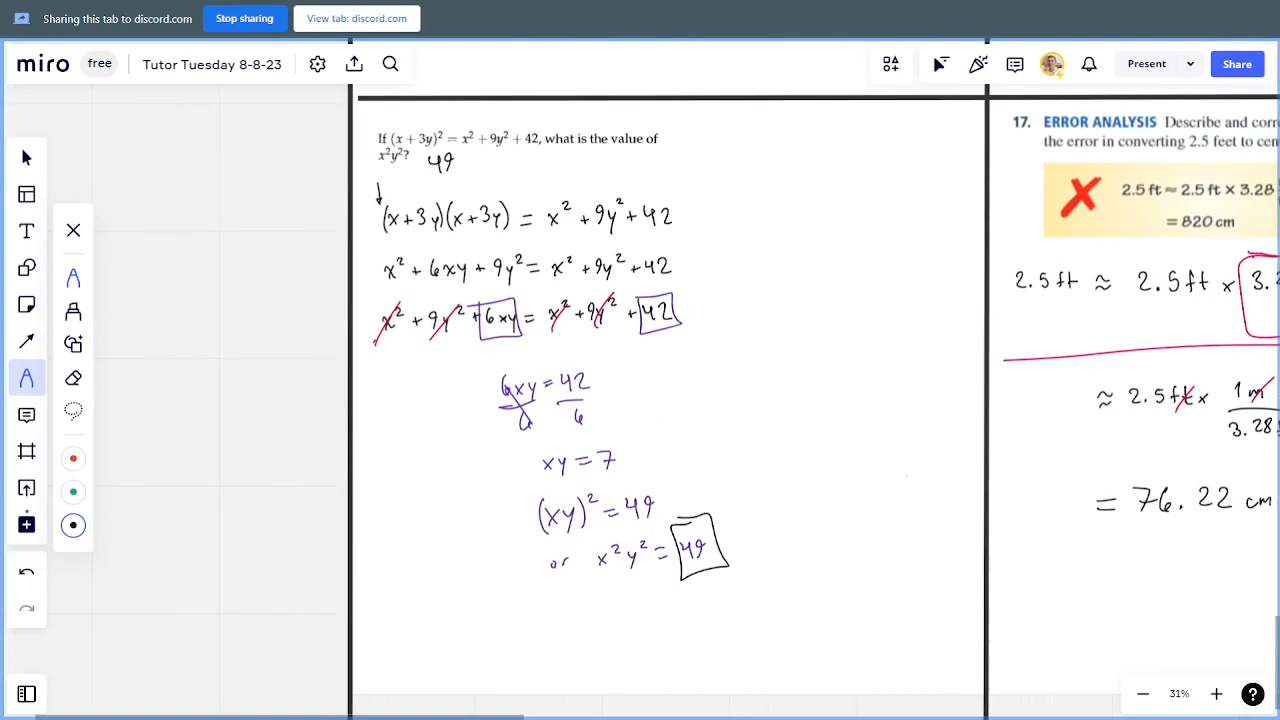 Sharing this tab to discord.com
Stop sharing
View tab: discord.com
miro
free
Tutor Tuesday 8-8-23
Present
Share
If (x + 3y)² = x² + 9y² + 42, what is the value of
x²y²? 49
(x+3y)(x+3y) = x² + 9y² + 42
x² + 6xy + 9y² = x² + 9y² + 42
x² + 9y² + 6xy = x² + 9y² + 42
6xy = 42
6 6
xy = 7
(xy)² = 49
or x²y² = 49
17. ERROR ANALYSIS Describe and corr
the error in converting 2.5 feet to cen
2.5 ft ≈ 2.5 ft × 3.28
= 820 cm
2.5 ft ≈ 2.5 ft × 3.2
≈ 2.5 ft × 1 m
3.28
= 76.22 cm
31%